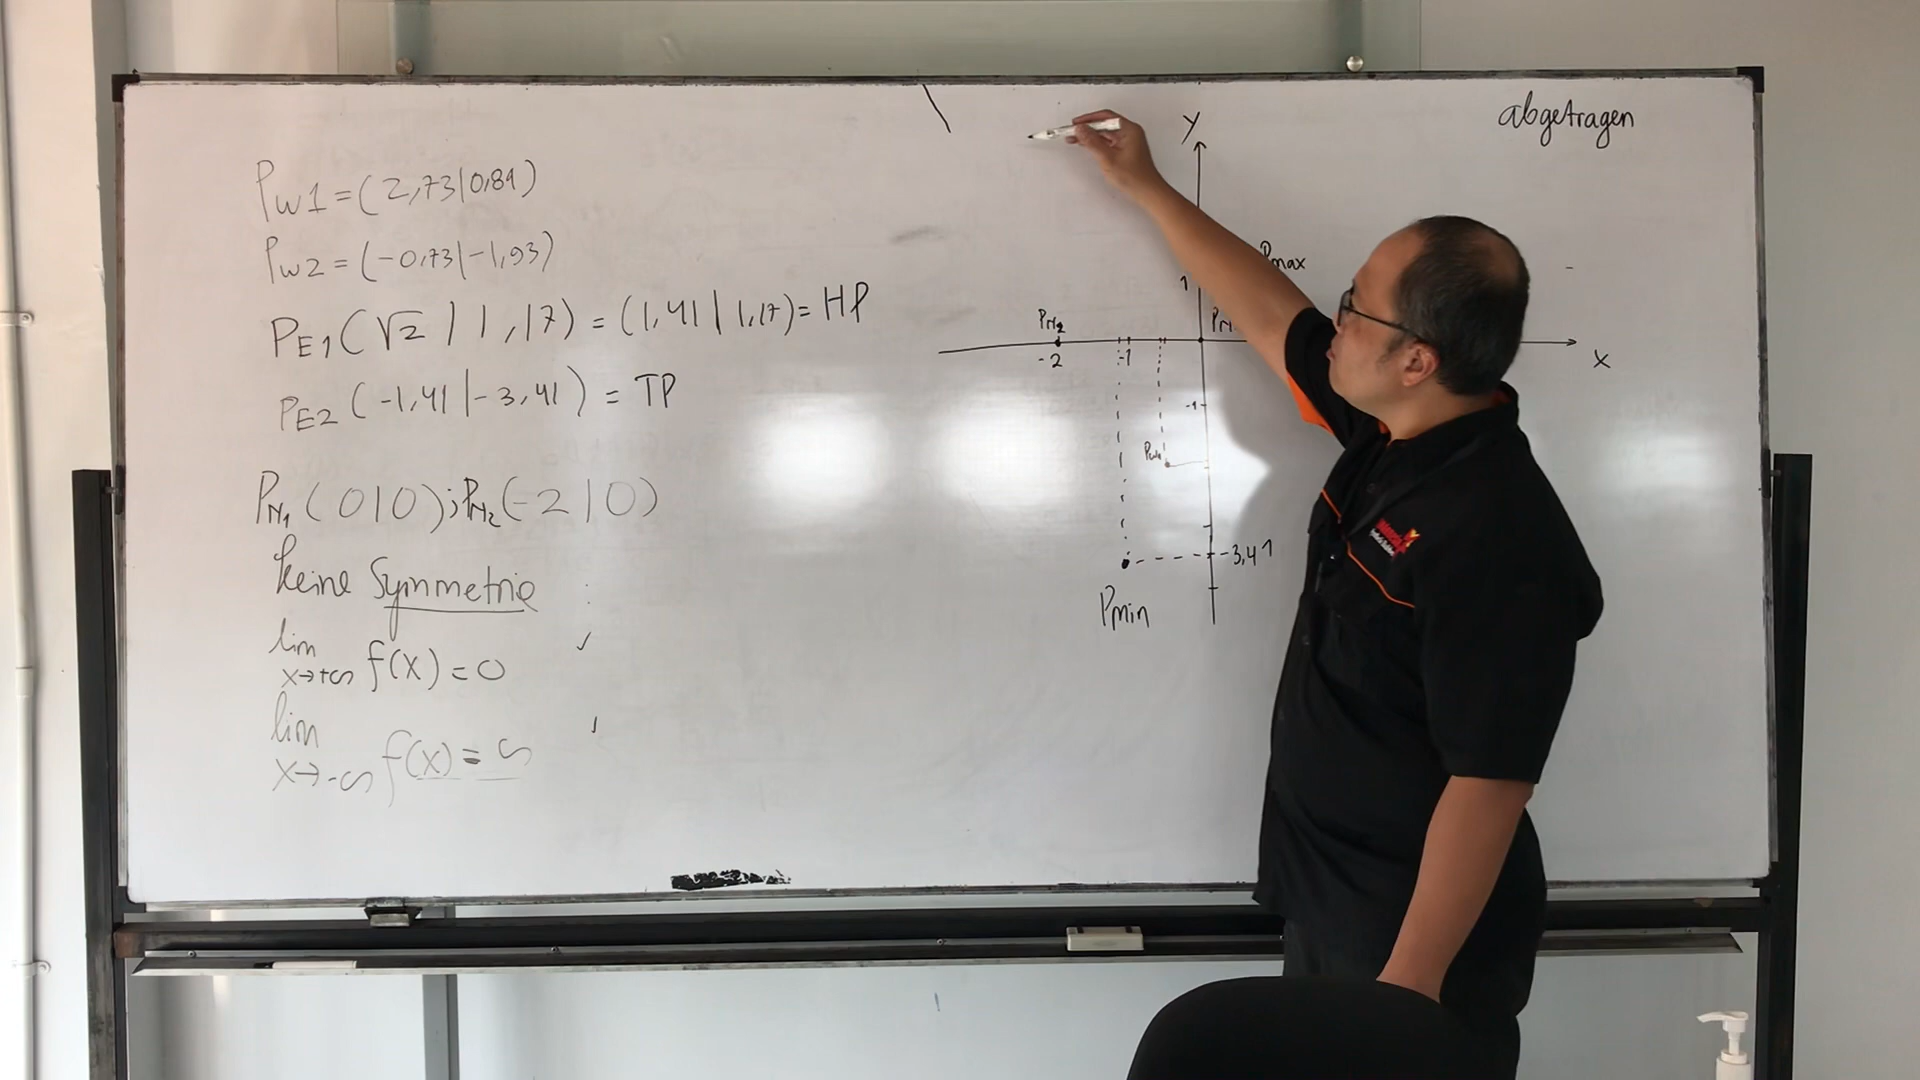 Pw1 = (2,73|0,81)
Pw2 = (-0,73|-1,93)
PE1 (√2 | 1,17) = (1,41 | 1,17) = HP
PE2 (-1,41 | -3,41) = TP
PN1 (0|0); PN2 (-2|0)
keine Symmetrie
lim x→+∞ f(x) = 0
lim x→-∞ f(x) = ∞
abgetragen
y
Pmax
1
PN2
-2
-1
x
-1
-3,41
Pmin